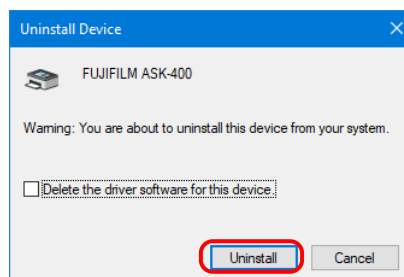 Uninstall Device
FUJIFILM ASK-400
Warning: You are about to uninstall this device from your system.
Delete the driver software for this device.
Uninstall
Cancel